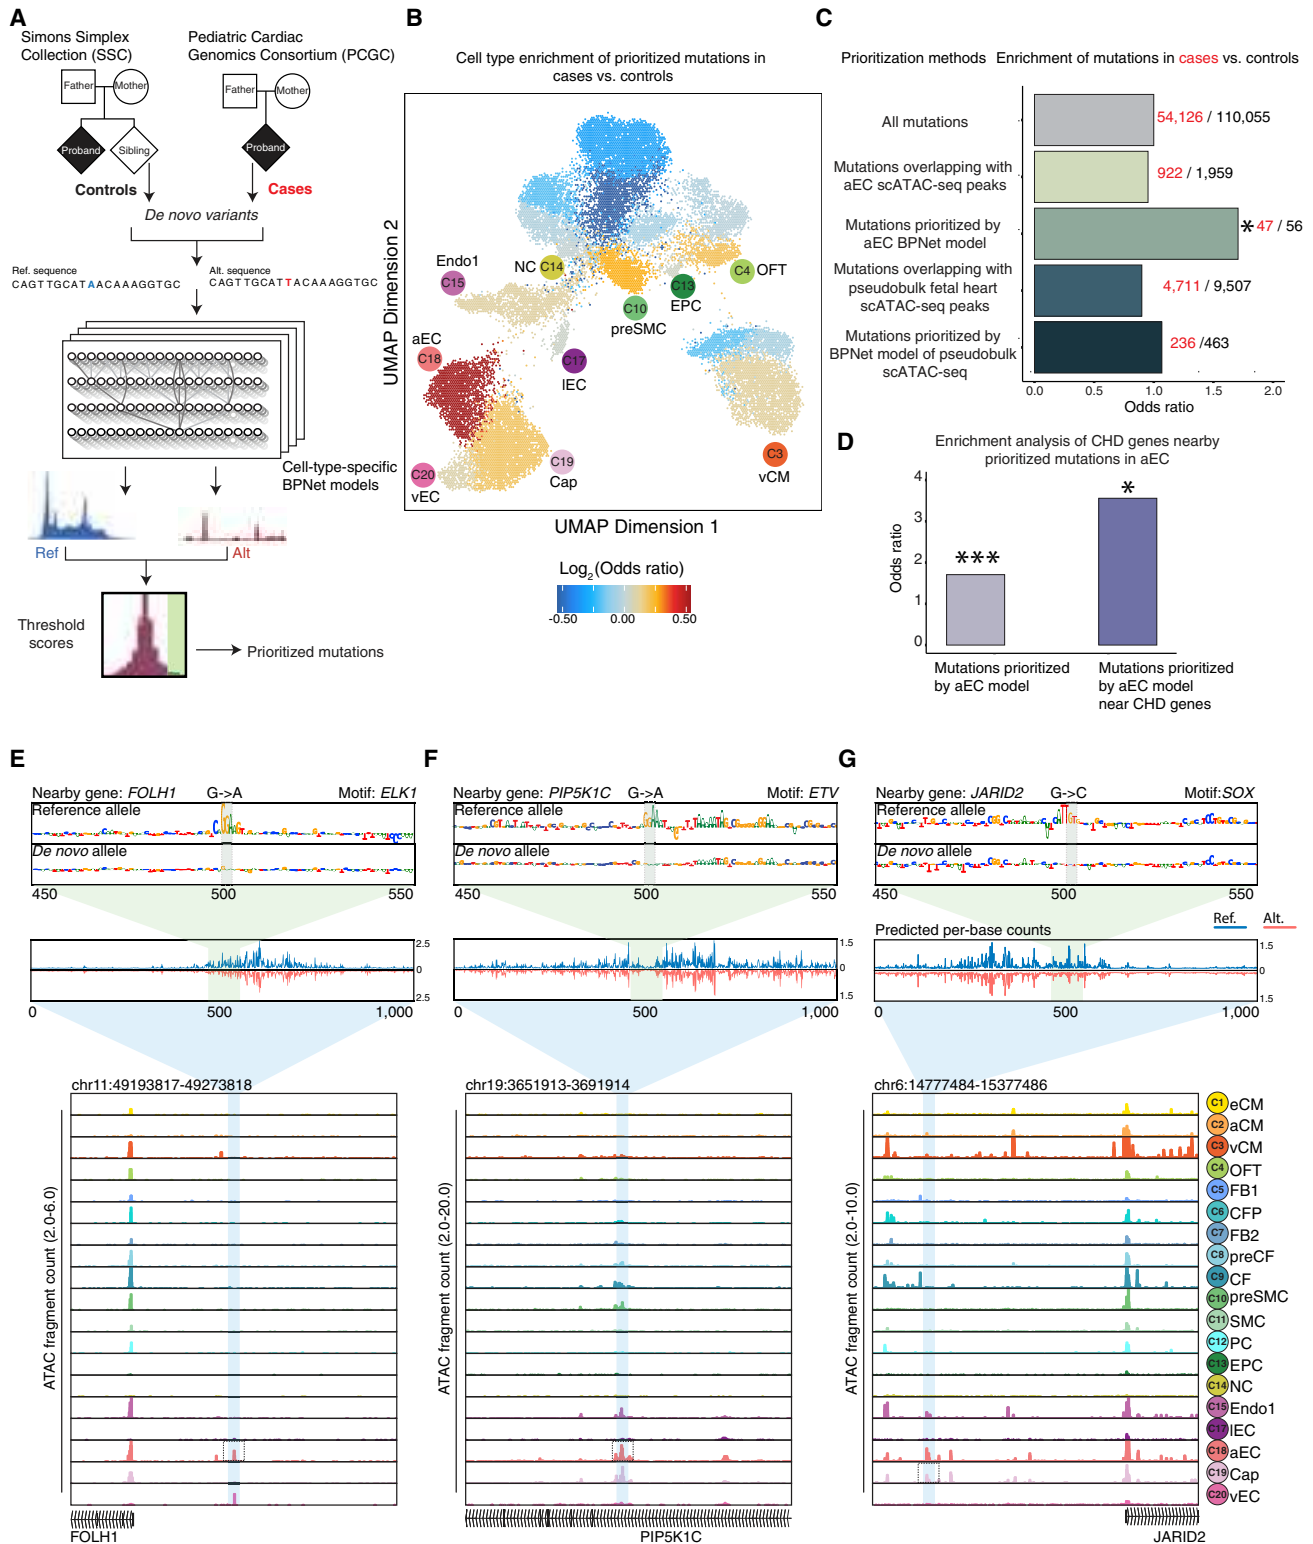 A
Simons Simplex
Collection (SSC)
Pediatric Cardiac
Genomics Consortium (PCGC)
Father
Mother
Father
Mother
Proband
Sibling
Proband
Controls
Cases
De novo variants
Ref. sequence
CAGTTGCATAACAAAGGTGC
Alt. sequence
CAGTTGCATTACAAAGGTGC
Cell-type-specific
BPNet models
Ref
Alt
Threshold
scores
Prioritized mutations
B
Cell type enrichment of prioritized mutations in
cases vs. controls
UMAP Dimension 2
Endo1
C15
NC
C14
C4
OFT
C13
EPC
C10
preSMC
aEC
C18
C17
lEC
C20
vEC
C19
Cap
C3
vCM
UMAP Dimension 1
Log2(Odds ratio)
-0.50
0.00
0.50
C
Prioritization methods
Enrichment of mutations in cases vs. controls
All mutations
54,126 / 110,055
Mutations overlapping with
aEC scATAC-seq peaks
922 / 1,959
Mutations prioritized by
aEC BPNet model
* 47 / 56
Mutations overlapping with
pseudobulk fetal heart
scATAC-seq peaks
4,711 / 9,507
Mutations prioritized by
BPNet model of pseudobulk
scATAC-seq
236 /463
0.0
0.5
1.0
1.5
2.0
Odds ratio
D
Enrichment analysis of CHD genes nearby
prioritized mutations in aEC
Odds ratio
4
3
2
1
0
***
*
Mutations prioritized
by aEC model
Mutations prioritized
by aEC model
near CHD genes
E
Nearby gene: FOLH1
G->A
Motif: ELK1
Reference allele
De novo allele
450
500
550
2.5
0
2.5
0
500
1,000
chr11:49193817-49273818
ATAC fragment count (2.0-6.0)
FOLH1
F
Nearby gene: PIP5K1C
G->A
Motif: ETV
Reference allele
De novo allele
450
500
550
1.5
0
1.5
0
500
1,000
chr19:3651913-3691914
ATAC fragment count (2.0-20.0)
PIP5K1C
G
Nearby gene: JARID2
G->C
Motif:SOX
Reference allele
De novo allele
450
500
550
Ref.
Alt.
Predicted per-base counts
1.5
0
1.5
0
500
1,000
chr6:14777484-15377486
ATAC fragment count (2.0-10.0)
JARID2
C1 eCM
C2 aCM
C3 vCM
C4 OFT
C5 FB1
C6 CFP
C7 FB2
C8 preCF
C9 CF
C10 preSMC
C11 SMC
C12 PC
C13 EPC
C14 NC
C15 Endo1
C17 lEC
C18 aEC
C19 Cap
C20 vEC